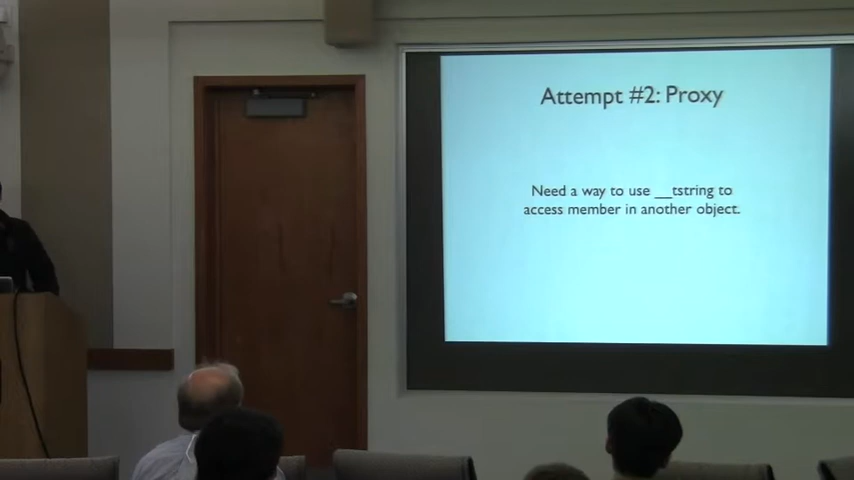 Attempt #2: Proxy
Need a way to use __tstring to
access member in another object.